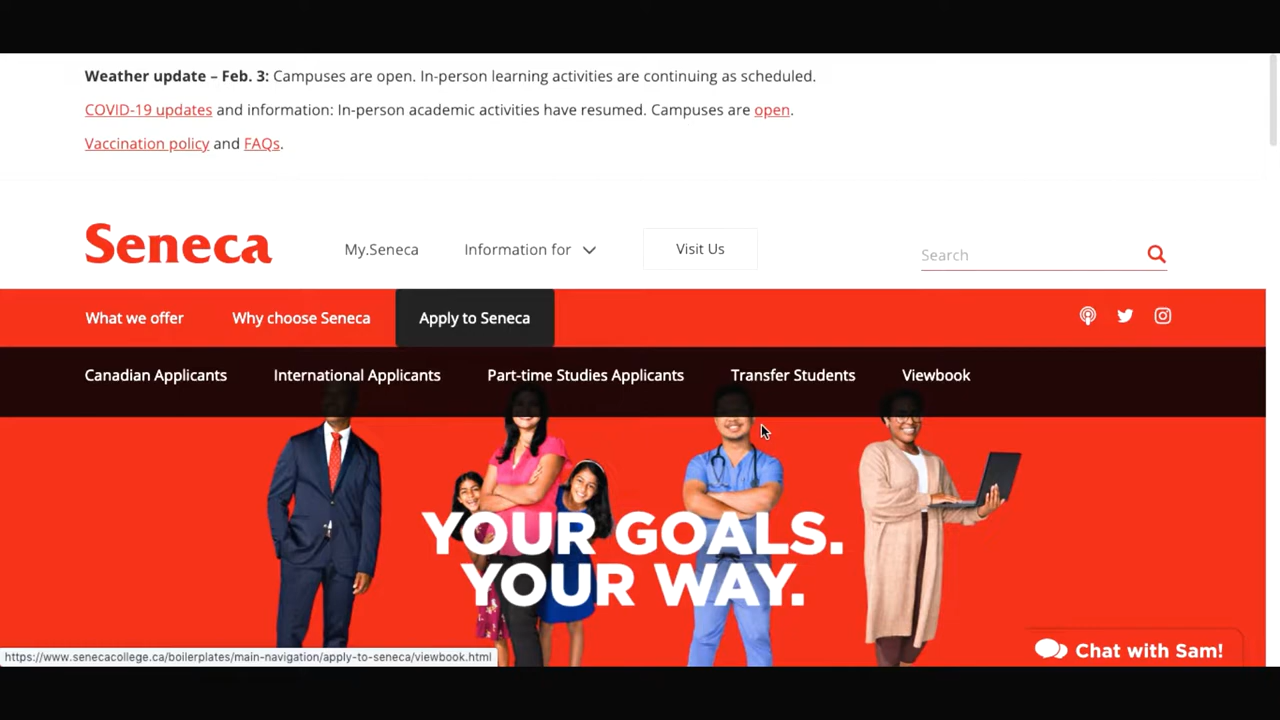 Weather update – Feb. 3: Campuses are open. In-person learning activities are continuing as scheduled.
COVID-19 updates and information: In-person academic activities have resumed. Campuses are open.
Vaccination policy and FAQs.
Seneca
My.Seneca
Information for
Visit Us
Search
What we offer
Why choose Seneca
Apply to Seneca
Canadian Applicants
International Applicants
Part-time Studies Applicants
Transfer Students
Viewbook
YOUR GOALS.
YOUR WAY.
Chat with Sam!
https://www.senecacollege.ca/boilerplates/main-navigation/apply-to-seneca/viewbook.html